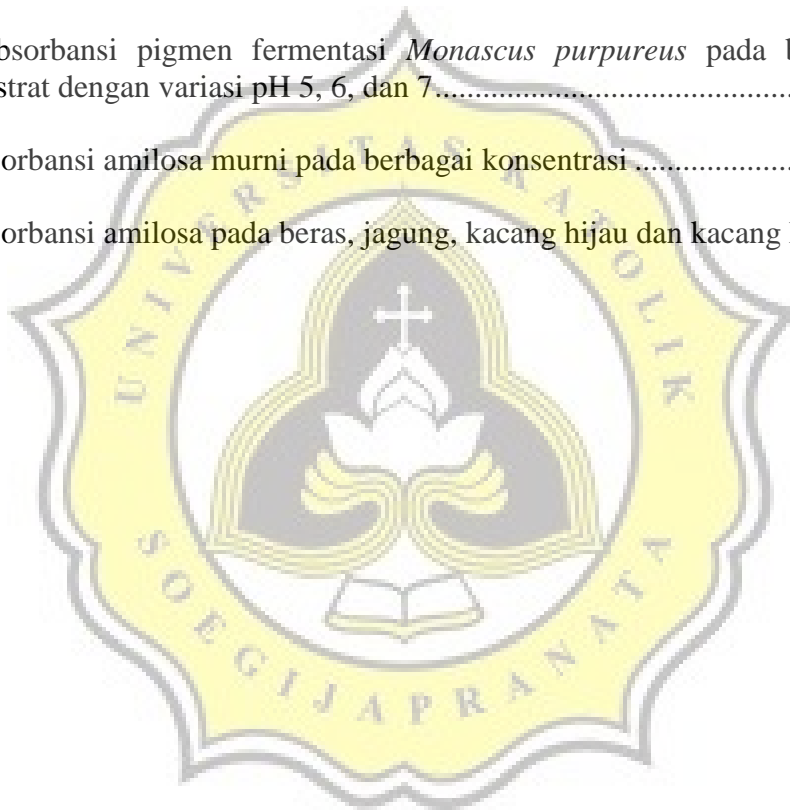 bsorbansi pigmen fermentasi Monascus purpureus pada b
strat dengan variasi pH 5, 6, dan 7.............................................
orbansi amilosa murni pada berbagai konsentrasi ....................
orbansi amilosa pada beras, jagung, kacang hijau dan kacang
UNIVERSITAS KATOLIK
SOEGIJAPRANATA